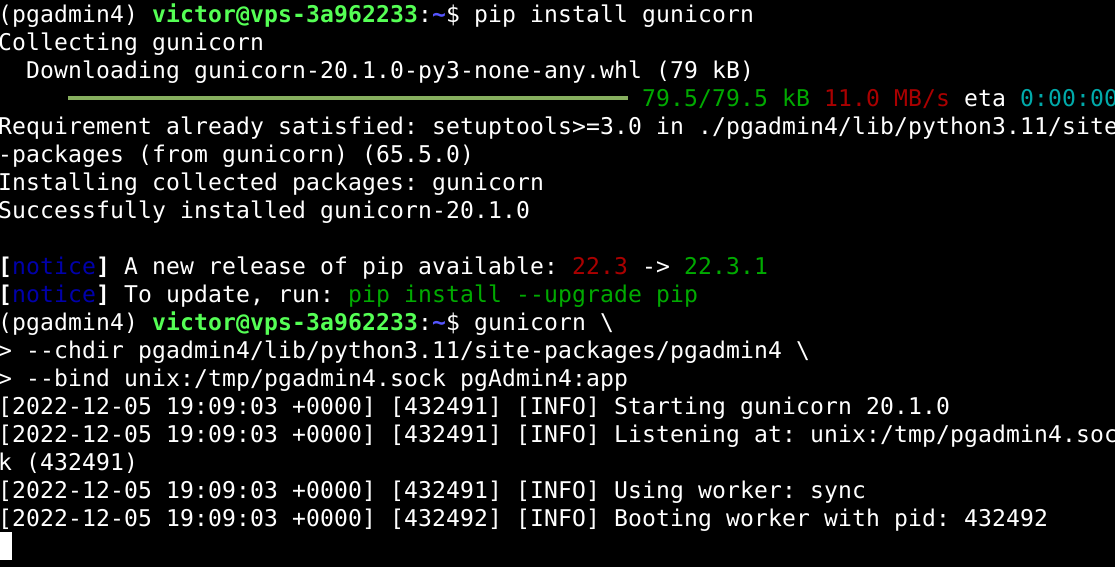 (pgadmin4) victor@vps-3a962233:~$ pip install gunicorn
Collecting gunicorn
  Downloading gunicorn-20.1.0-py3-none-any.whl (79 kB)
79.5/79.5 kB 11.0 MB/s eta 0:00:00
Requirement already satisfied: setuptools>=3.0 in ./pgadmin4/lib/python3.11/site
-packages (from gunicorn) (65.5.0)
Installing collected packages: gunicorn
Successfully installed gunicorn-20.1.0
[notice] A new release of pip available: 22.3 -> 22.3.1
[notice] To update, run: pip install --upgrade pip
(pgadmin4) victor@vps-3a962233:~$ gunicorn \
> --chdir pgadmin4/lib/python3.11/site-packages/pgadmin4 \
> --bind unix:/tmp/pgadmin4.sock pgAdmin4:app
[2022-12-05 19:09:03 +0000] [432491] [INFO] Starting gunicorn 20.1.0
[2022-12-05 19:09:03 +0000] [432491] [INFO] Listening at: unix:/tmp/pgadmin4.soc
k (432491)
[2022-12-05 19:09:03 +0000] [432491] [INFO] Using worker: sync
[2022-12-05 19:09:03 +0000] [432492] [INFO] Booting worker with pid: 432492